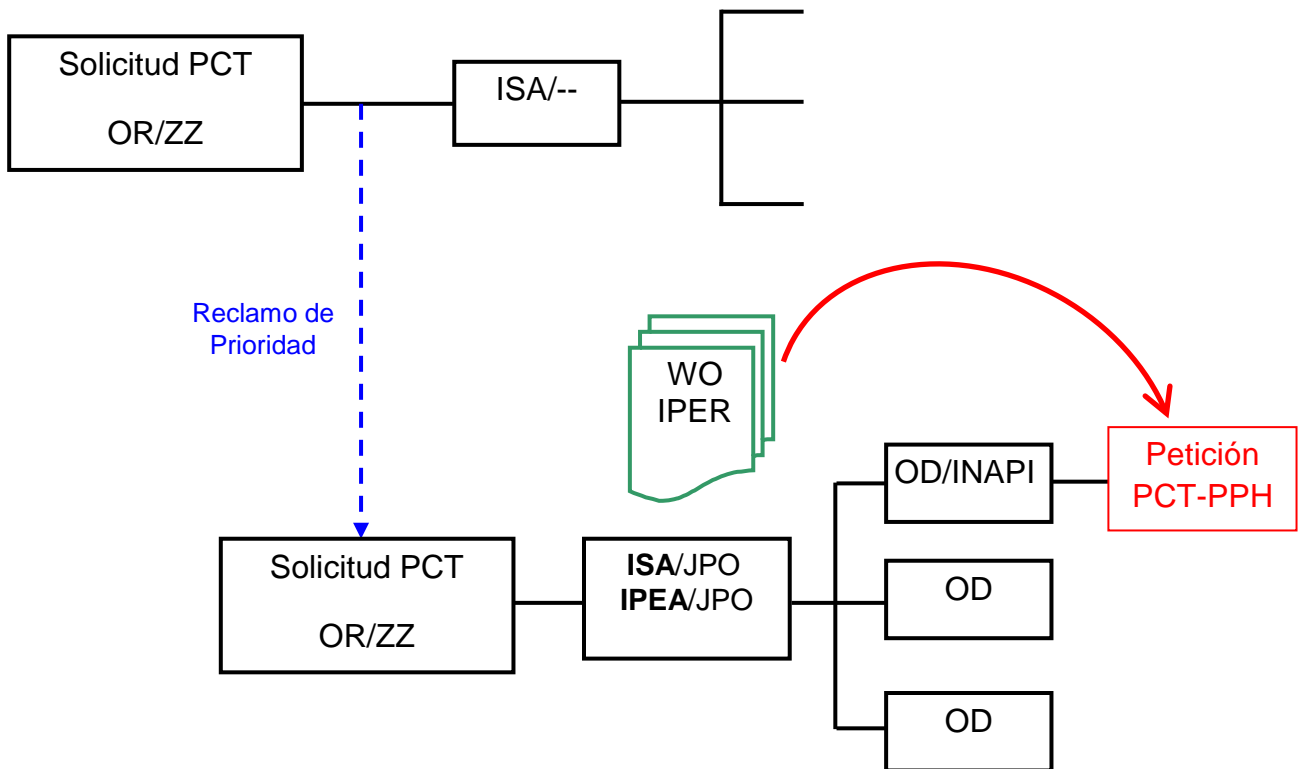 Solicitud PCT
OR/ZZ
ISA/--
Reclamo de
Prioridad
WO
IPER
OD/INAPI
Petición
PCT-PPH
Solicitud PCT
OR/ZZ
ISA/JPO
IPEA/JPO
OD
OD